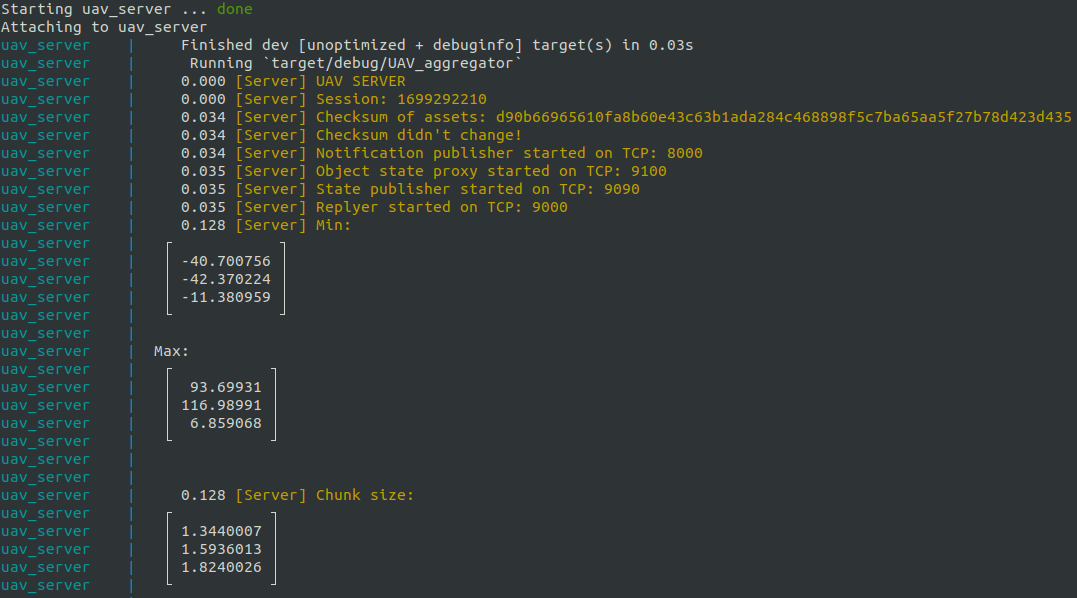 Starting uav_server ... done
Attaching to uav_server
uav_server    |     Finished dev [unoptimized + debuginfo] target(s) in 0.03s
uav_server    |      Running `target/debug/UAV_aggregator`
uav_server    |     0.000 [Server] UAV SERVER
uav_server    |     0.000 [Server] Session: 1699292210
uav_server    |     0.034 [Server] Checksum of assets: d90b66965610fa8b60e43c63b1ada284c468898f5c7ba65aa5f27b78d423d435
uav_server    |     0.034 [Server] Checksum didn't change!
uav_server    |     0.034 [Server] Notification publisher started on TCP: 8000
uav_server    |     0.035 [Server] Object state proxy started on TCP: 9100
uav_server    |     0.035 [Server] State publisher started on TCP: 9090
uav_server    |     0.035 [Server] Replyer started on TCP: 9000
uav_server    |     0.128 [Server] Min:
uav_server    |   ┌            ┐
uav_server    |   │ -40.700756 │
uav_server    |   │ -42.370224 │
uav_server    |   │ -11.380959 │
uav_server    |   └            ┘
uav_server    |
uav_server    |  Max:
uav_server    |   ┌           ┐
uav_server    |   │  93.69931 │
uav_server    |   │ 116.98991 │
uav_server    |   │  6.859068 │
uav_server    |   └           ┘
uav_server    |
uav_server    |
uav_server    |     0.128 [Server] Chunk size:
uav_server    |   ┌           ┐
uav_server    |   │ 1.3440007 │
uav_server    |   │ 1.5936013 │
uav_server    |   │ 1.8240026 │
uav_server    |   └           ┘